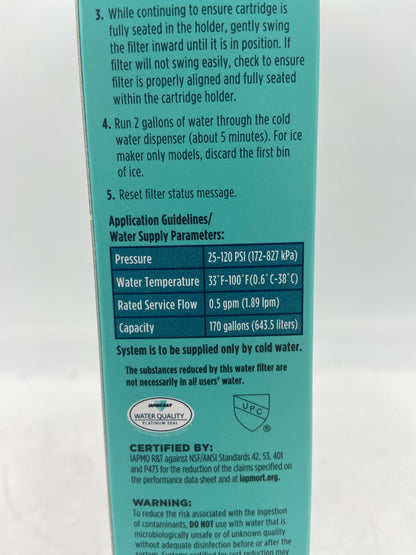 3. While continuing to ensure cartridge is
fully seated in the holder, gently swing
the filter inward until it is in position. If
filter will not swing easily, check to ensure
filter is properly aligned and fully seated
within the cartridge holder.
4. Run 2 gallons of water through the cold
water dispenser (about 5 minutes). For ice
maker only models, discard the first bin
of ice.
5. Reset filter status message.
Application Guidelines/
Water Supply Parameters:
Pressure 25-120 PSI (172-827 kPa)
Water Temperature 33°F-100°F(0.6°C-38°C)
Rated Service Flow 0.5 gpm (1.89 lpm)
Capacity 170 gallons (643.5 liters)
System is to be supplied only by cold water.
The substances reduced by this water filter are
not necessarily in all users' water.
IAPMO R&T
WATER QUALITY
PLATINUM SEAL
UPC
®
CERTIFIED BY:
IAPMO R&T against NSF/ANSI Standards 42, 53, 401
and P473 for the reduction of the claims specified on
the performance data sheet and at iapmort.org.
WARNING:
To reduce the risk associated with the ingestion
of contaminants, DO NOT use with water that is
microbiologically unsafe or of unknown quality
without adequate disinfection before or after the
system. Systems certified for cyst reduction may